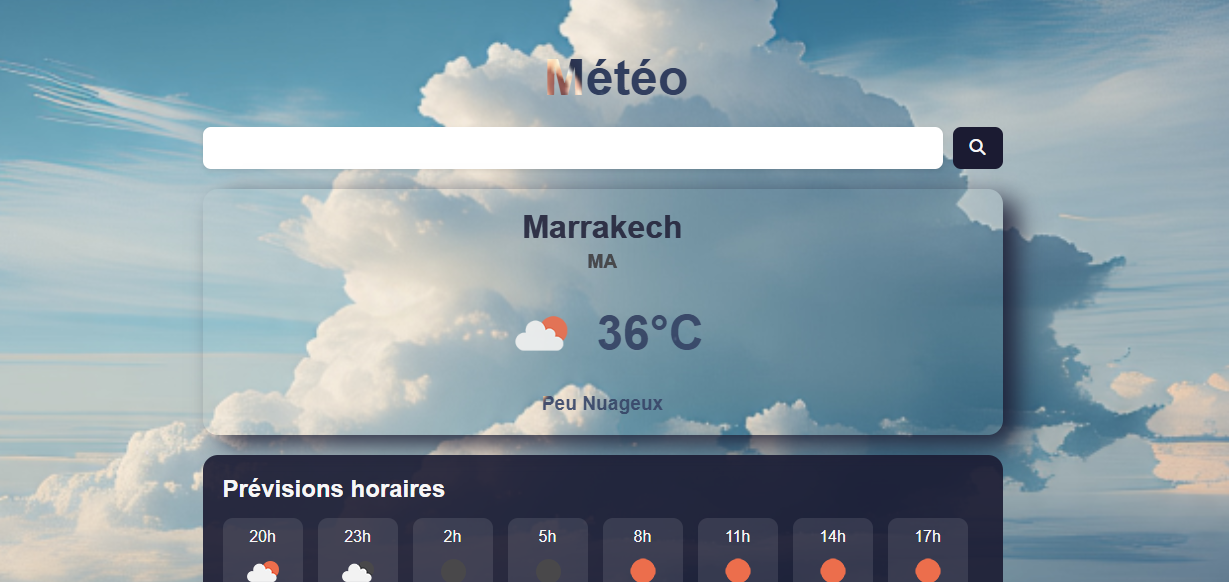 Météo
Marrakech
MA
36°C
Peu Nuageux
Prévisions horaires
20h 23h 2h 5h 8h 11h 14h 17h